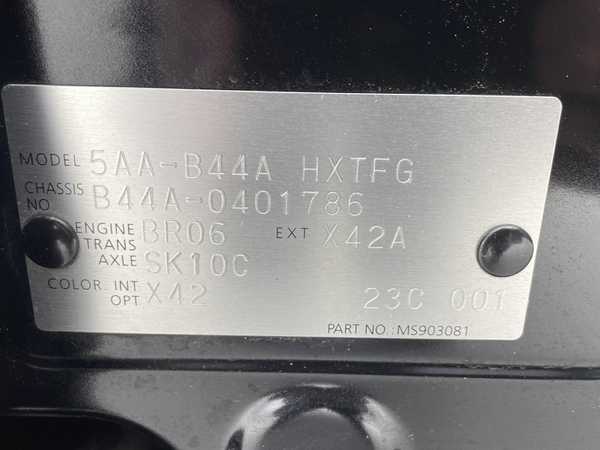 MODEL 5AA-B44A HXTFG
CHASSIS NO B44A-0401786
ENGINE BR06 EXT X42A
TRANS AXLE SK10C
COLOR. INT OPT X42 23C 001
PART NO.: MS903081